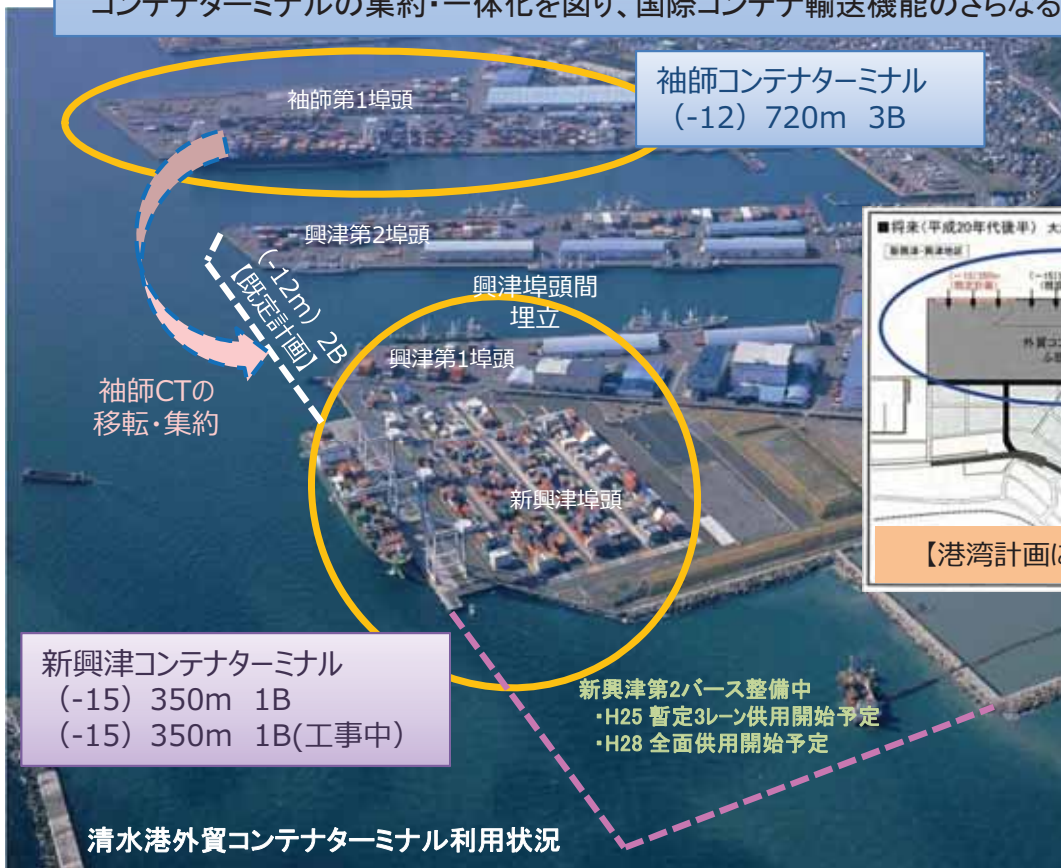 コンテナターミナルの集約・一体化を図り、国際コンテナ輸送機能のさらなる
袖師コンテナターミナル
（-12）720m 3B
袖師第1埠頭
興津第2埠頭
（-12m）2B
【既定計画】
興津埠頭間
埋立
興津第1埠頭
袖師CTの
移転・集約
新興津埠頭
■将来（平成20年代後半）
外貿コ
【港湾計画に
新興津コンテナターミナル
（-15）350m 1B
（-15）350m 1B(工事中）
新興津第2バース整備中
・H25 暫定3レーン供用開始予定
・H28 全面供用開始予定
清水港外貿コンテナターミナル利用状況